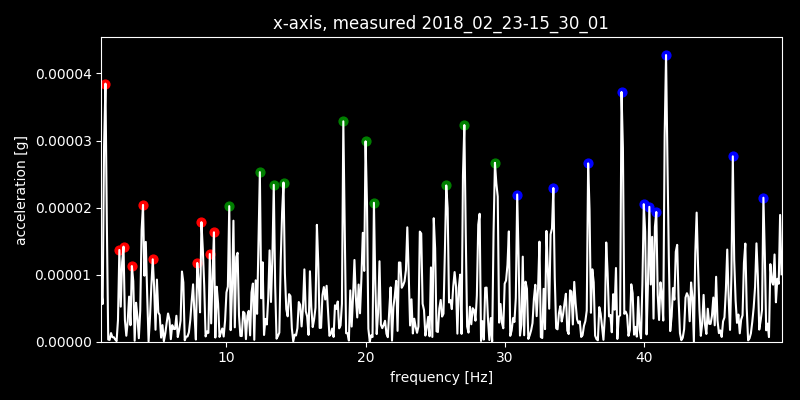 x-axis, measured 2018_02_23-15_30_01
acceleration [g]
0.00004
0.00003
0.00002
0.00001
0.00000
10 20 30 40
frequency [Hz]